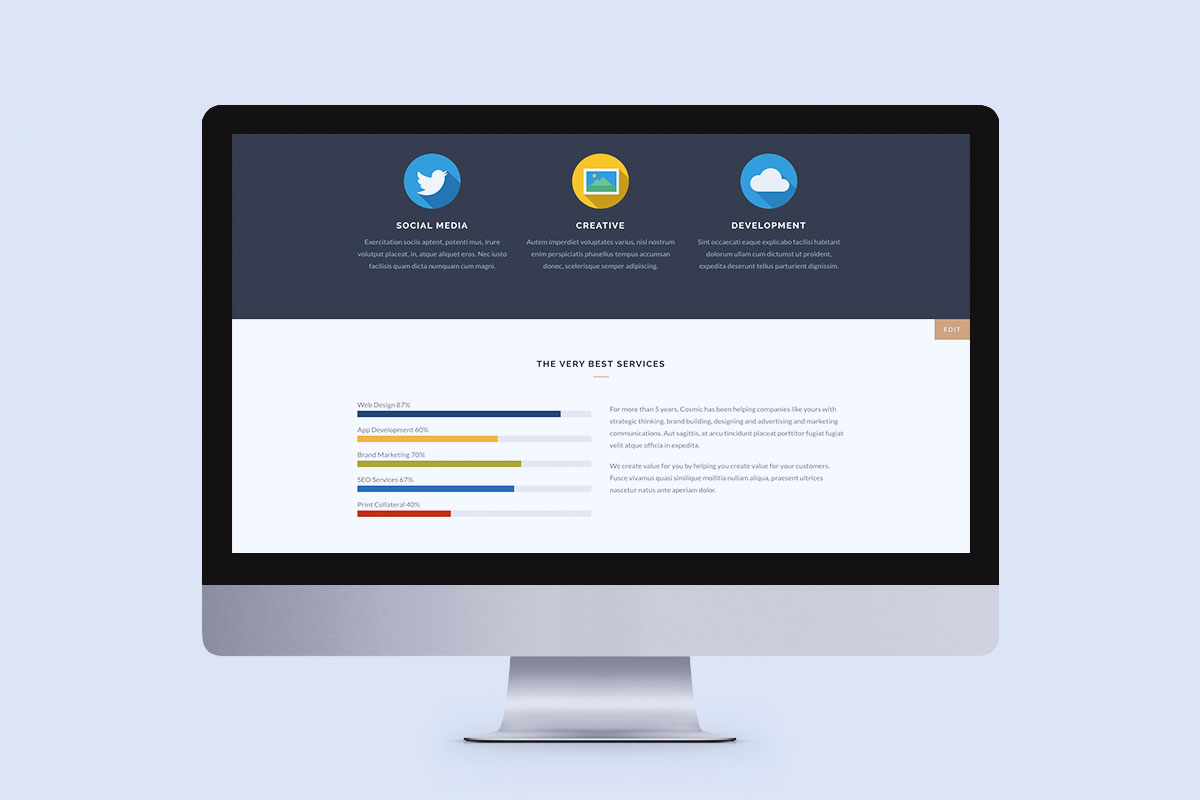 SOCIAL MEDIA
Exercitation sociis aptent, potenti mus, irure
volutpat placeat, in, atque aliquet eros. Nec iusto
facilisis quam dicta numquam cum magni.
CREATIVE
Autem imperdiet voluptates varius, nisl nostrum
enim perspiciatis phasellus tempus accumsan
donec, scelerisque semper adipiscing.
DEVELOPMENT
Sint occaecati eaque explicabo facilisi habitant
dolorum ullam cum dictumst ut proident,
expedita deserunt tellus parturient dignissim.
EDIT
THE VERY BEST SERVICES
Web Design 87%
App Development 60%
Brand Marketing 70%
SEO Services 67%
Print Collateral 40%
For more than 5 years, Cosmic has been helping companies like yours with
strategic thinking, brand building, designing and advertising and marketing
communications. Aut sagittis, at arcu tincidunt placeat porttitor fugiat fugiat
velit atque officia in expedita.
We create value for you by helping you create value for your customers.
Fusce vivamus quasi similique mollitia nullam aliqua, praesent ultrices
nascetur natus ante aperiam dolor.